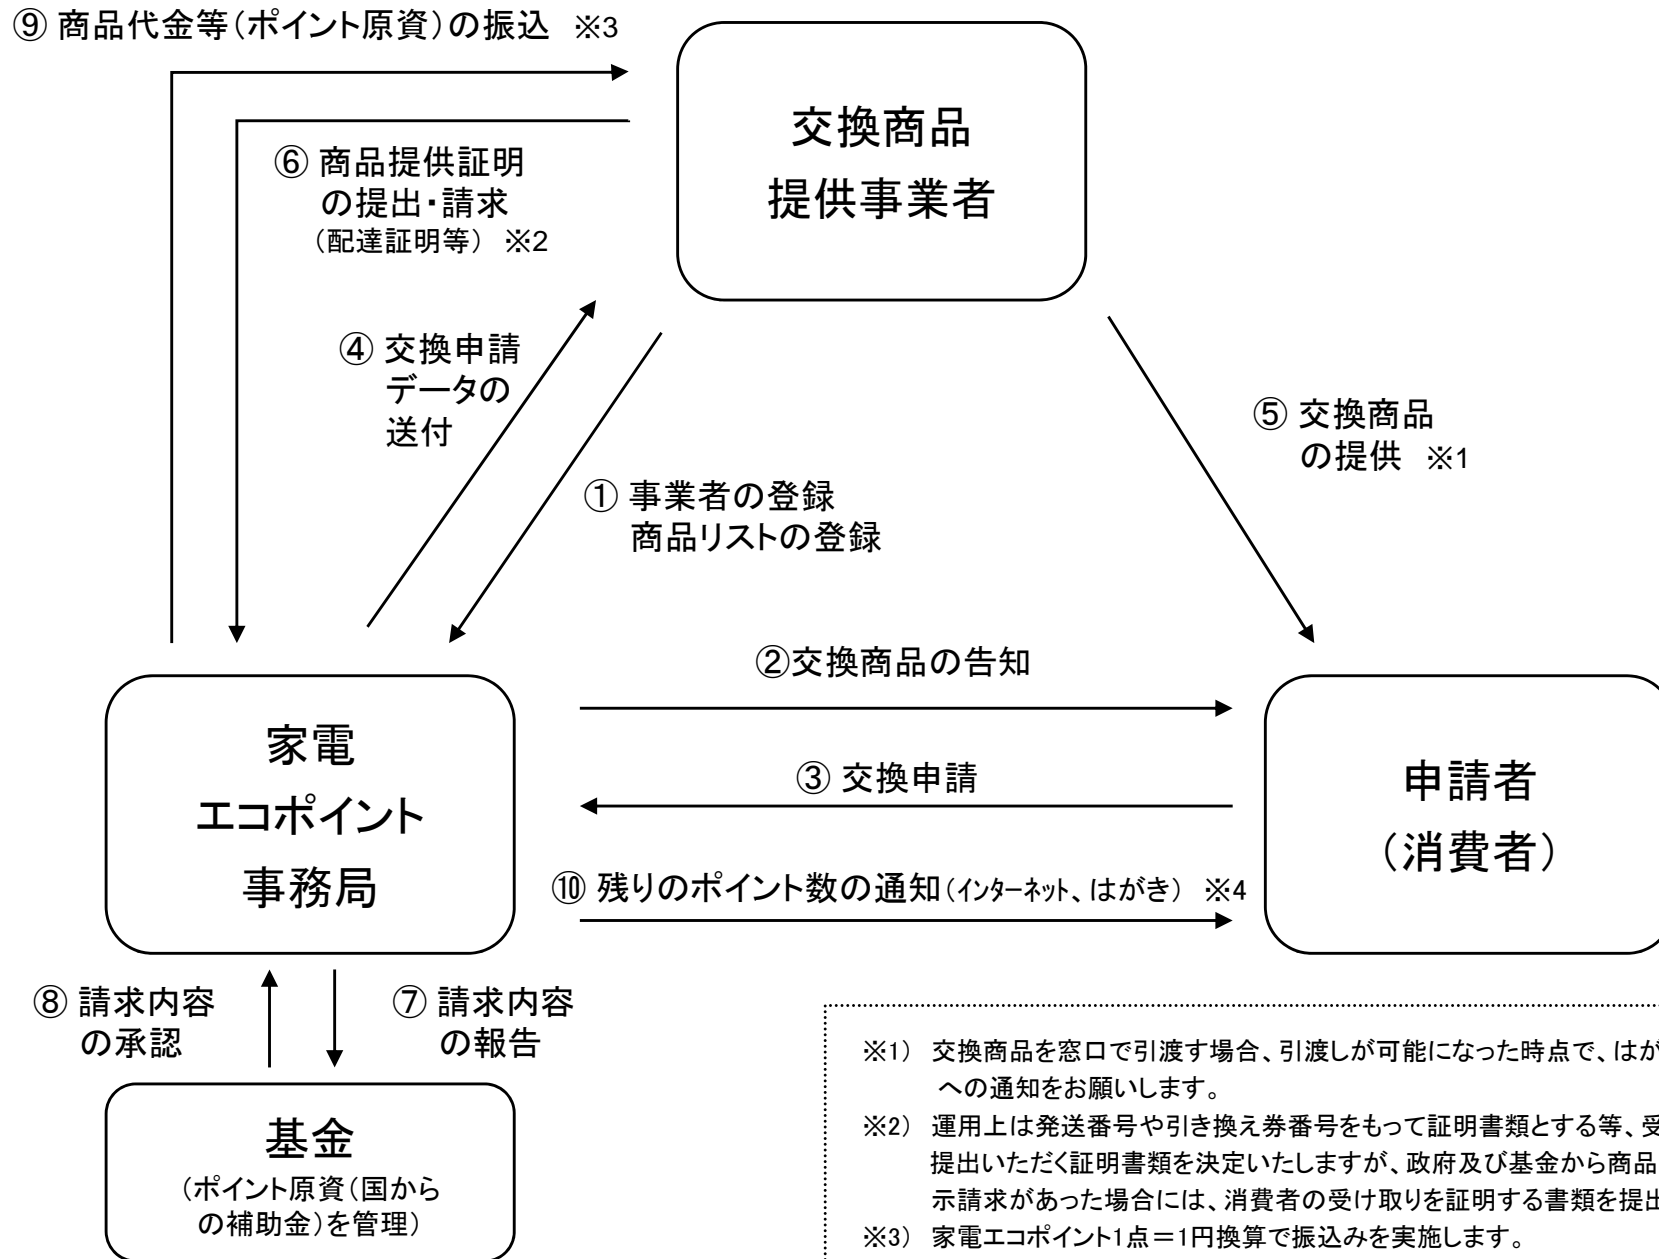 ⑨ 商品代金等（ポイント原資）の振込 ※3
交換商品
提供事業者
⑥ 商品提供証明
の提出・請求
（配達証明等） ※2
④ 交換申請
データの
送付
⑤ 交換商品
の提供 ※1
① 事業者の登録
商品リストの登録
②交換商品の告知
家電
エコポイント
事務局
③ 交換申請
申請者
（消費者）
⑩ 残りのポイント数の通知（インターネット、はがき） ※4
⑧ 請求内容
の承認
⑦ 請求内容
の報告
基金
（ポイント原資（国から
の補助金）を管理）
※1） 交換商品を窓口で引渡す場合、引渡しが可能になった時点で、はが
への通知をお願いします。
※2） 運用上は発送番号や引き換え券番号をもって証明書類とする等、受
提出いただく証明書類を決定いたしますが、政府及び基金から商品
示請求があった場合には、消費者の受け取りを証明する書類を提出
※3） 家電エコポイント1点＝1円換算で振込みを実施します。